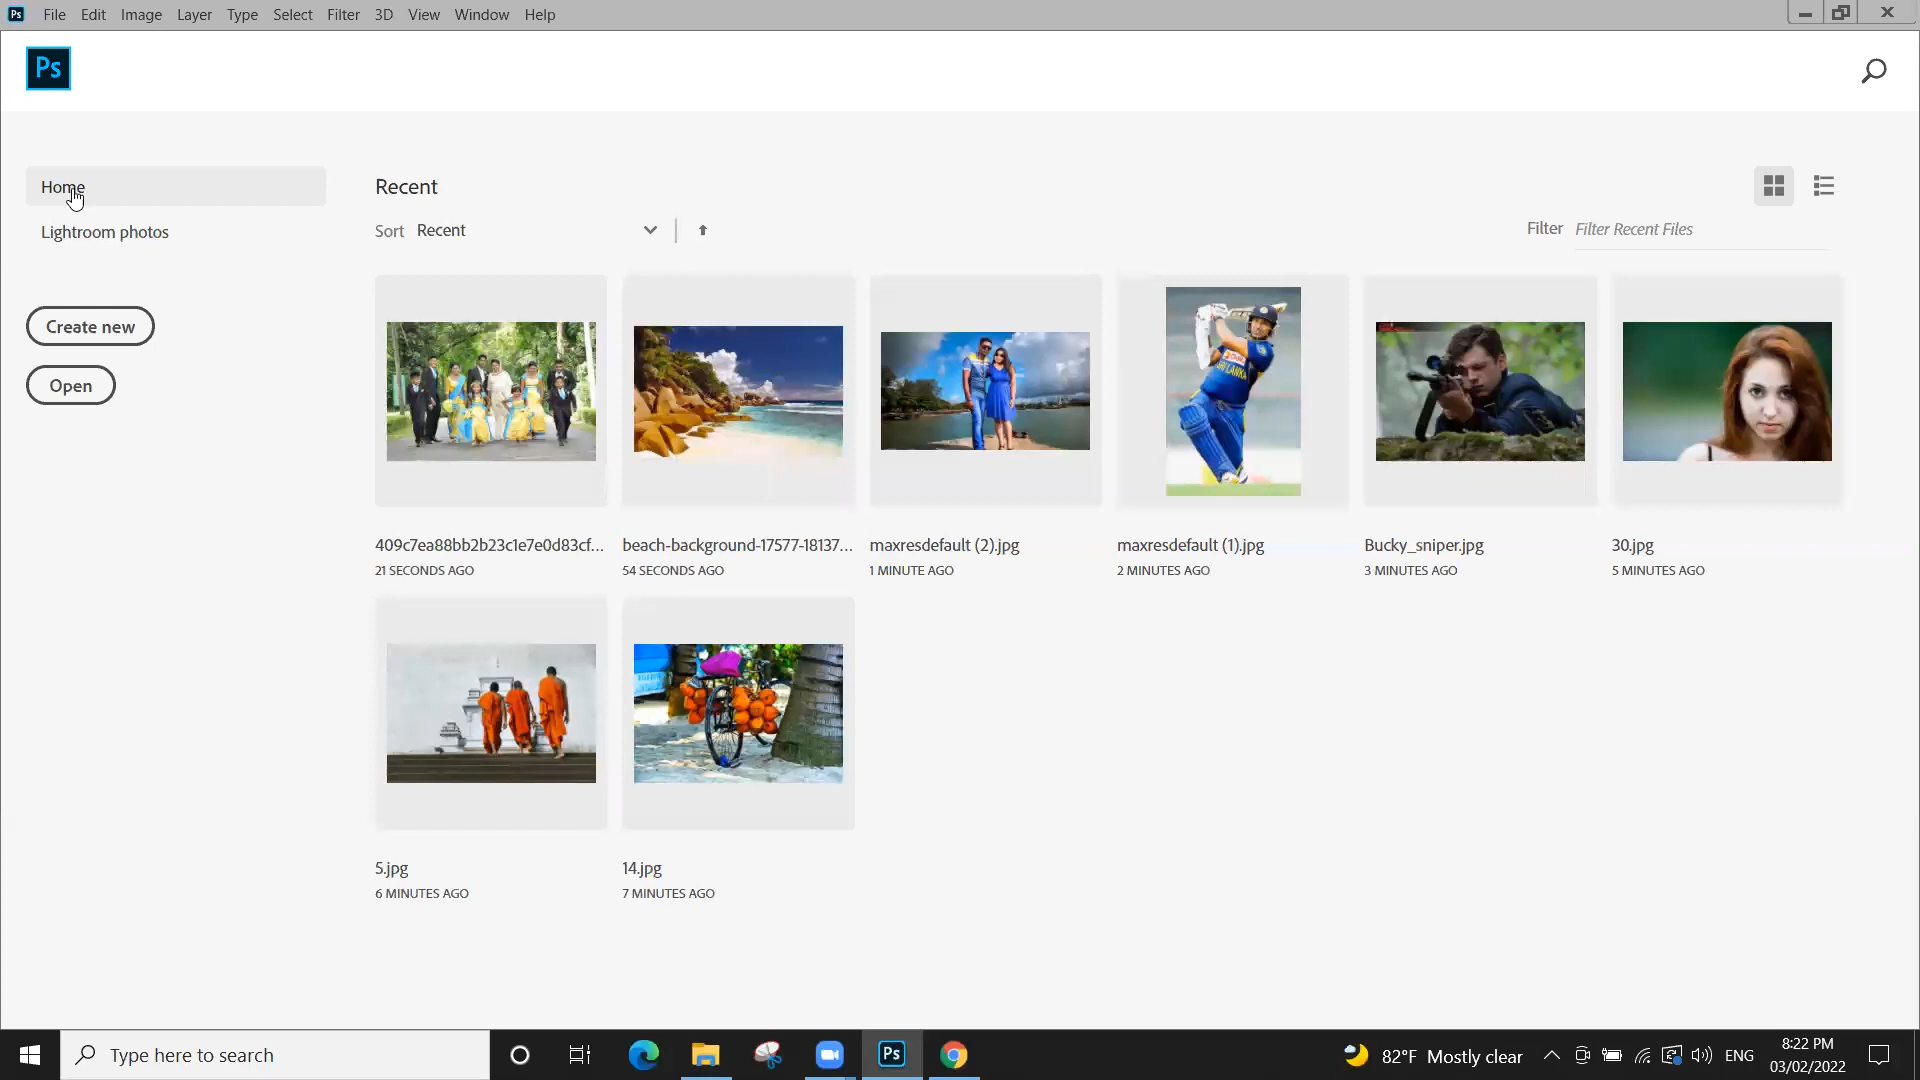 Ps File Edit Image Layer Type Select Filter 3D View Window Help
Ps
Home
Lightroom photos
Create new
Open
Recent
Sort Recent
Filter Filter Recent Files
409c7ea88bb2b23c1e7e0d83cf... beach-background-17577-18137... maxresdefault (2).jpg maxresdefault (1).jpg Bucky_sniper.jpg 30.jpg
21 SECONDS AGO 54 SECONDS AGO 1 MINUTE AGO 2 MINUTES AGO 3 MINUTES AGO 5 MINUTES AGO
SRI LANKA
5.jpg 14.jpg
6 MINUTES AGO 7 MINUTES AGO
Type here to search Ps 82°F Mostly clear ENG
8:22 PM
03/02/2022